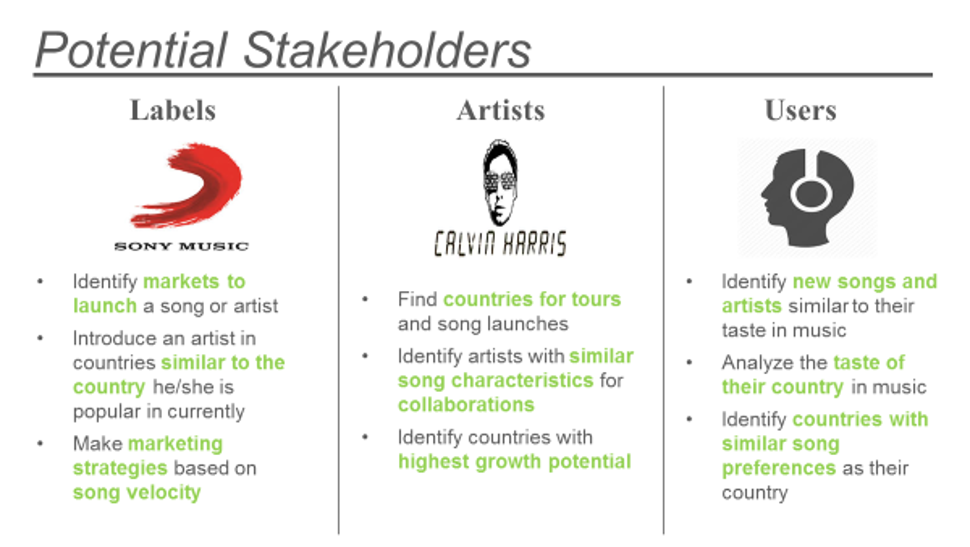 Potential Stakeholders
Labels
SONY MUSIC
• Identify markets to
launch a song or artist
• Introduce an artist in
countries similar to the
country he/she is
popular in currently
• Make marketing
strategies based on
song velocity
Artists
CALVIN HARRIS
• Find countries for tours
and song launches
• Identify artists with similar
song characteristics for
collaborations
• Identify countries with
highest growth potential
Users
• Identify new songs and
artists similar to their
taste in music
• Analyze the taste of
their country in music
• Identify countries with
similar song
preferences as their
country